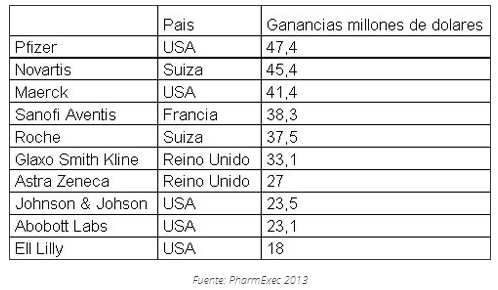 Pais Ganancias millones de dolares
Pfizer USA 47,4
Novartis Suiza 45,4
Maerck USA 41,4
Sanofi Aventis Francia 38,3
Roche Suiza 37,5
Glaxo Smith Kline Reino Unido 33,1
Astra Zeneca Reino Unido 27
Johnson & Johson USA 23,5
Abobott Labs USA 23,1
Ell Lilly USA 18
Fuente: PharmExec 2013